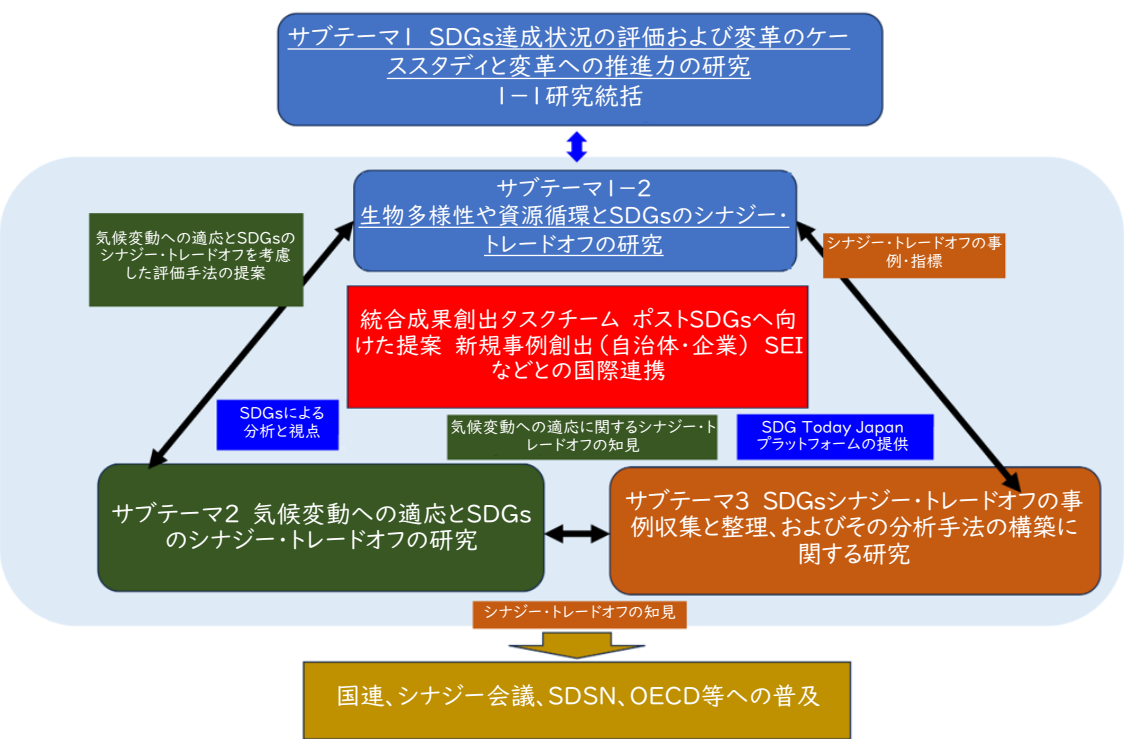 サブテーマ1 SDGs達成状況の評価および変革のケー
ススタディと変革への推進力の研究
1-1研究統括
サブテーマ1-2
生物多様性や資源循環とSDGsのシナジー・
トレードオフの研究
気候変動への適応とSDGsの
シナジー・トレードオフを考慮
した評価手法の提案
シナジー・トレードオフの事
例・指標
統合成果創出タスクチーム ポストSDGsへ向
けた提案 新規事例創出(自治体・企業) SEI
などとの国際連携
SDGsによる
分析と視点
気候変動への適応に関するシナジー・ト
レードオフの知見
SDG Today Japan
プラットフォームの提供
サブテーマ2 気候変動への適応とSDGs
のシナジー・トレードオフの研究
サブテーマ3 SDGsシナジー・トレードオフの事
例収集と整理、およびその分析手法の構築に
関する研究
シナジー・トレードオフの知見
国連、シナジー会議、SDSN、OECD等への普及